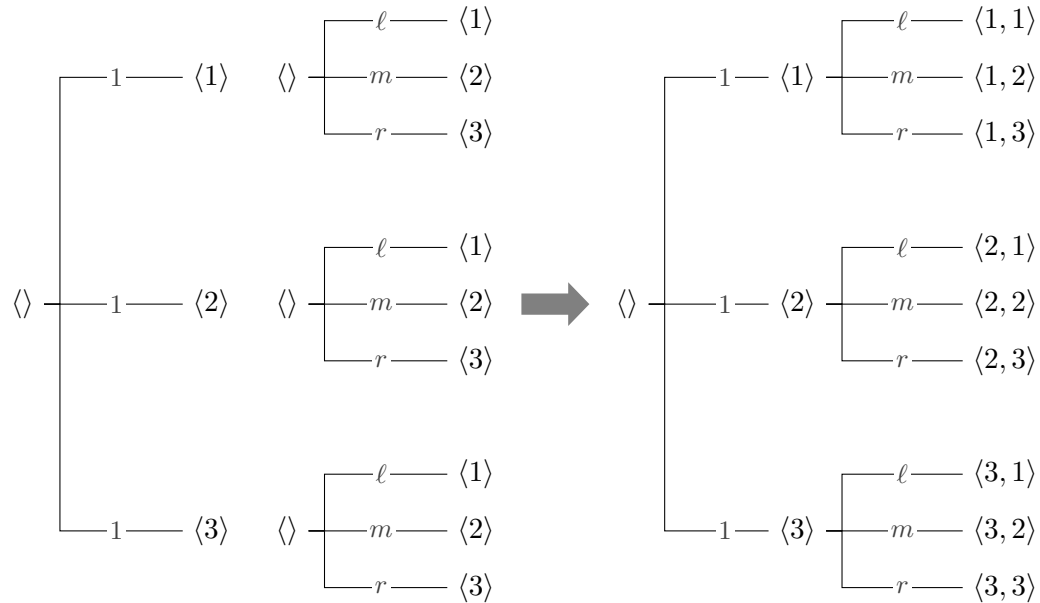 ℓ ⟨1⟩ ℓ ⟨1, 1⟩
1 ⟨1⟩ ⟨⟩ m ⟨2⟩ 1 ⟨1⟩ m ⟨1, 2⟩
r ⟨3⟩ r ⟨1, 3⟩
ℓ ⟨1⟩ ℓ ⟨2, 1⟩
⟨⟩ 1 ⟨2⟩ ⟨⟩ m ⟨2⟩ ⟨⟩ 1 ⟨2⟩ m ⟨2, 2⟩
r ⟨3⟩ r ⟨2, 3⟩
ℓ ⟨1⟩ ℓ ⟨3, 1⟩
1 ⟨3⟩ ⟨⟩ m ⟨2⟩ 1 ⟨3⟩ m ⟨3, 2⟩
r ⟨3⟩ r ⟨3, 3⟩